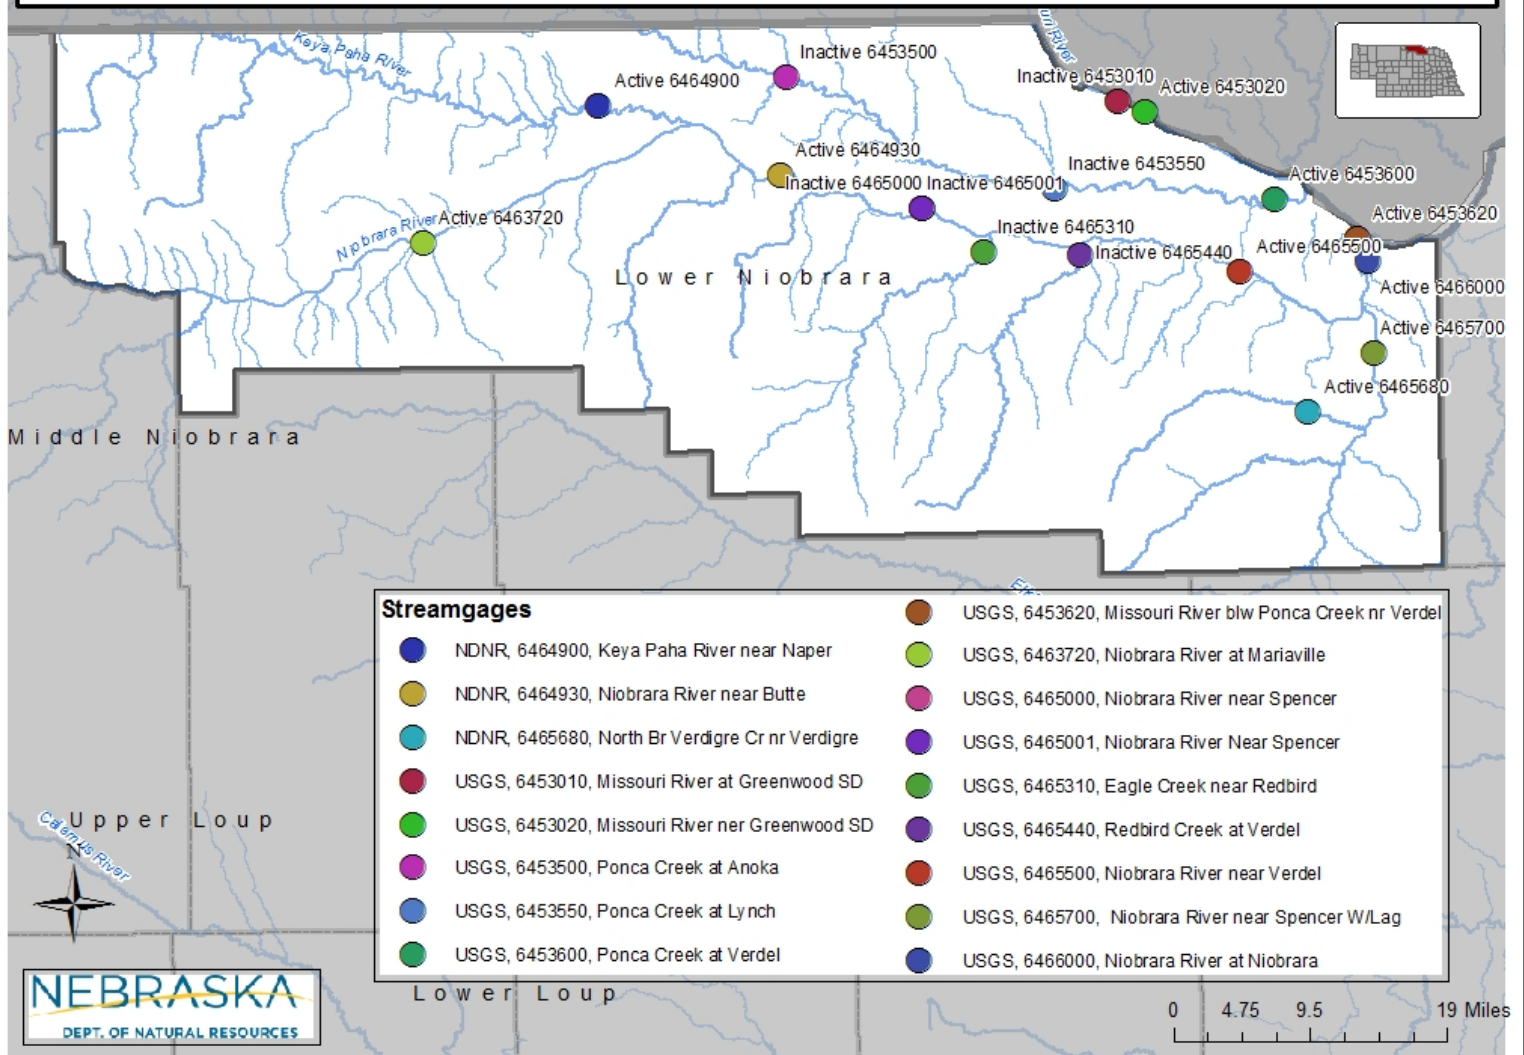 Keya Paha River
uri River
Inactive 6453500
Active 6464900
Inactive 6453010
Active 6453020
Active 6464930
Inactive 6453550
Inactive 6465000 Inactive 6465001
Active 6453600
Niobrara River
Active 6463720
Inactive 6465310
Active 6453620
Inactive 6465440
Active 6465500
Lower Niobrara
Active 6466000
Active 6465700
Active 6465680
Middle Niobrara
Streamgages
NDNR, 6464900, Keya Paha River near Naper
NDNR, 6464930, Niobrara River near Butte
NDNR, 6465680, North Br Verdigre Cr nr Verdigre
USGS, 6453010, Missouri River at Greenwood SD
USGS, 6453020, Missouri River ner Greenwood SD
USGS, 6453500, Ponca Creek at Anoka
USGS, 6453550, Ponca Creek at Lynch
USGS, 6453600, Ponca Creek at Verdel
USGS, 6453620, Missouri River blw Ponca Creek nr Verdel
USGS, 6463720, Niobrara River at Mariaville
USGS, 6465000, Niobrara River near Spencer
USGS, 6465001, Niobrara River Near Spencer
USGS, 6465310, Eagle Creek near Redbird
USGS, 6465440, Redbird Creek at Verdel
USGS, 6465500, Niobrara River near Verdel
USGS, 6465700, Niobrara River near Spencer W/Lag
USGS, 6466000, Niobrara River at Niobrara
Upper Loup
Calamus River
N
Lower Loup
NEBRASKA
DEPT. OF NATURAL RESOURCES
0 4.75 9.5 19 Miles